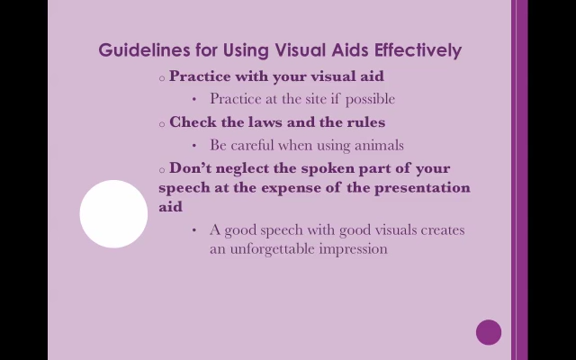 Guidelines for Using Visual Aids Effectively
○ Practice with your visual aid
• Practice at the site if possible
○ Check the laws and the rules
• Be careful when using animals
○ Don’t neglect the spoken part of your
speech at the expense of the presentation
aid
• A good speech with good visuals creates
an unforgettable impression